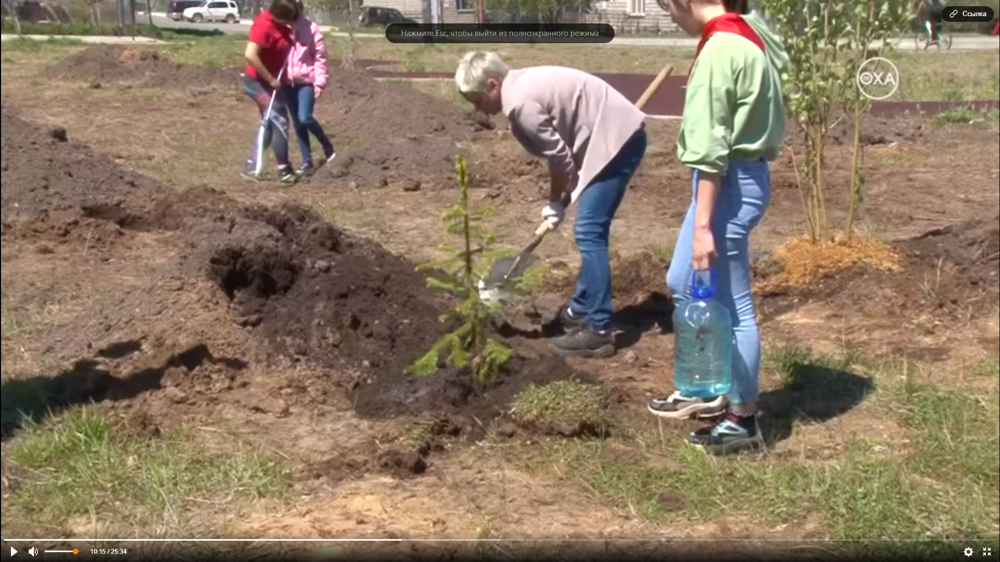 Ссылка
Нажмите Esc, чтобы выйти из полноэкранного режима
ОХА
10:15 / 25:34